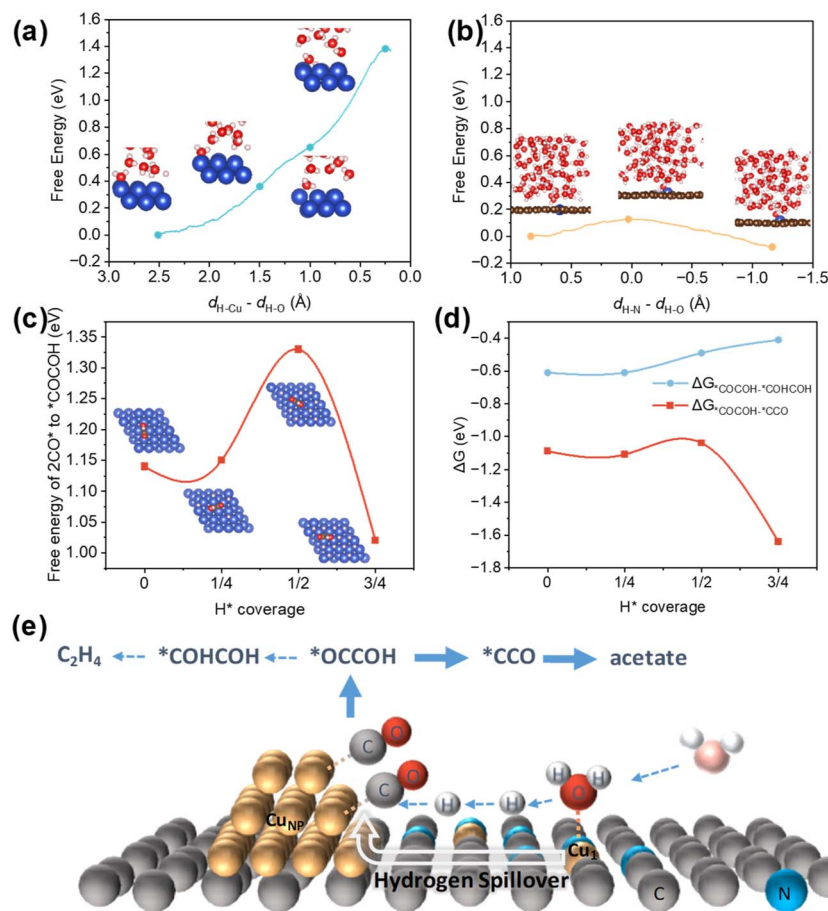 (a)
1.6
1.4
1.2
1.0
0.8
0.6
0.4
0.2
0.0
−0.2
Free Energy (eV)
3.0 2.5 2.0 1.5 1.0 0.5 0.0
d_H-Cu - d_H-O (Å)
(b)
1.6
1.4
1.2
1.0
0.8
0.6
0.4
0.2
0.0
−0.2
Free Energy (eV)
1.0 0.5 0.0 −0.5 −1.0 −1.5
d_H-N - d_H-O (Å)
(c)
1.35
1.30
1.25
1.20
1.15
1.10
1.05
1.00
Free energy of 2CO* to *COCOH (eV)
0 1/4 1/2 3/4
H* coverage
(d)
−0.4
−0.6
−0.8
−1.0
−1.2
−1.4
−1.6
−1.8
ΔG (eV)
ΔG*COCOH-*COHCOH
ΔG*COCOH-*CCO
0 1/4 1/2 3/4
H* coverage
(e)
C₂H₄ *COHCOH *OCCOH *CCO acetate
O
C
O
C
H H
H H
O
Cu_NP
Cu₁
Hydrogen Spillover
C
N